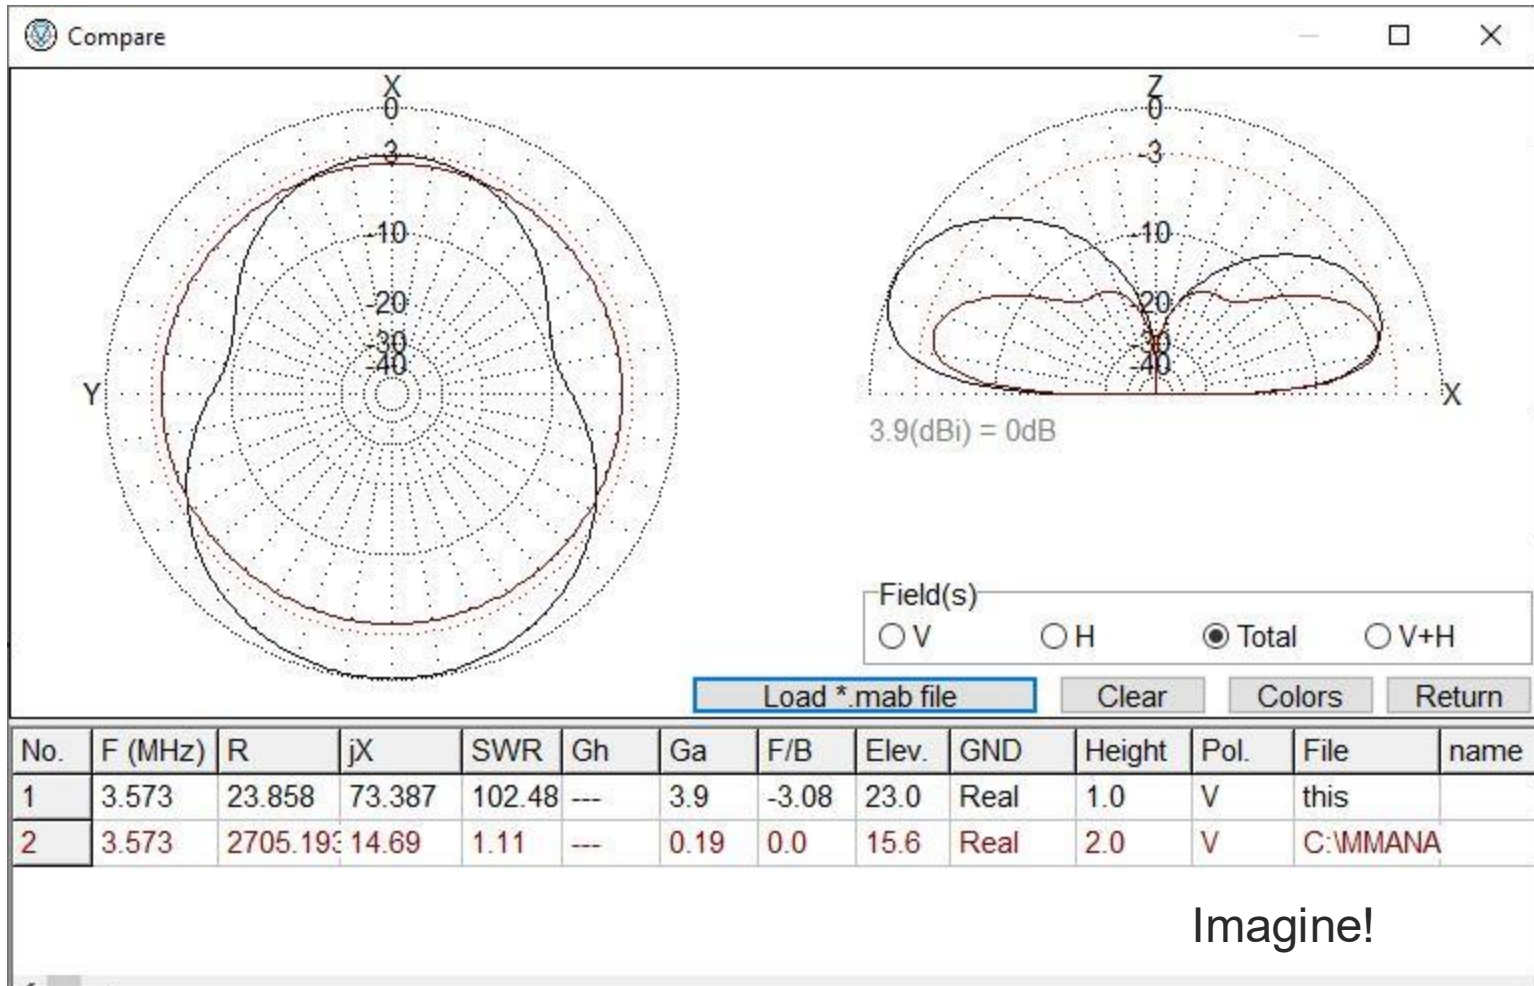 Compare
X
0
3
-10
-20
-30
-40
Y
Z
0
-3
-10
20
-30
-40
X
3.9(dBi) = 0dB
Field(s)
V H Total V+H
Load *.mab file Clear Colors Return
No. F (MHz) R jX SWR Gh Ga F/B Elev. GND Height Pol. File name
1 3.573 23.858 73.387 102.48 --- 3.9 -3.08 23.0 Real 1.0 V this
2 3.573 2705.193 14.69 1.11 --- 0.19 0.0 15.6 Real 2.0 V C:\MMANA
Imagine!